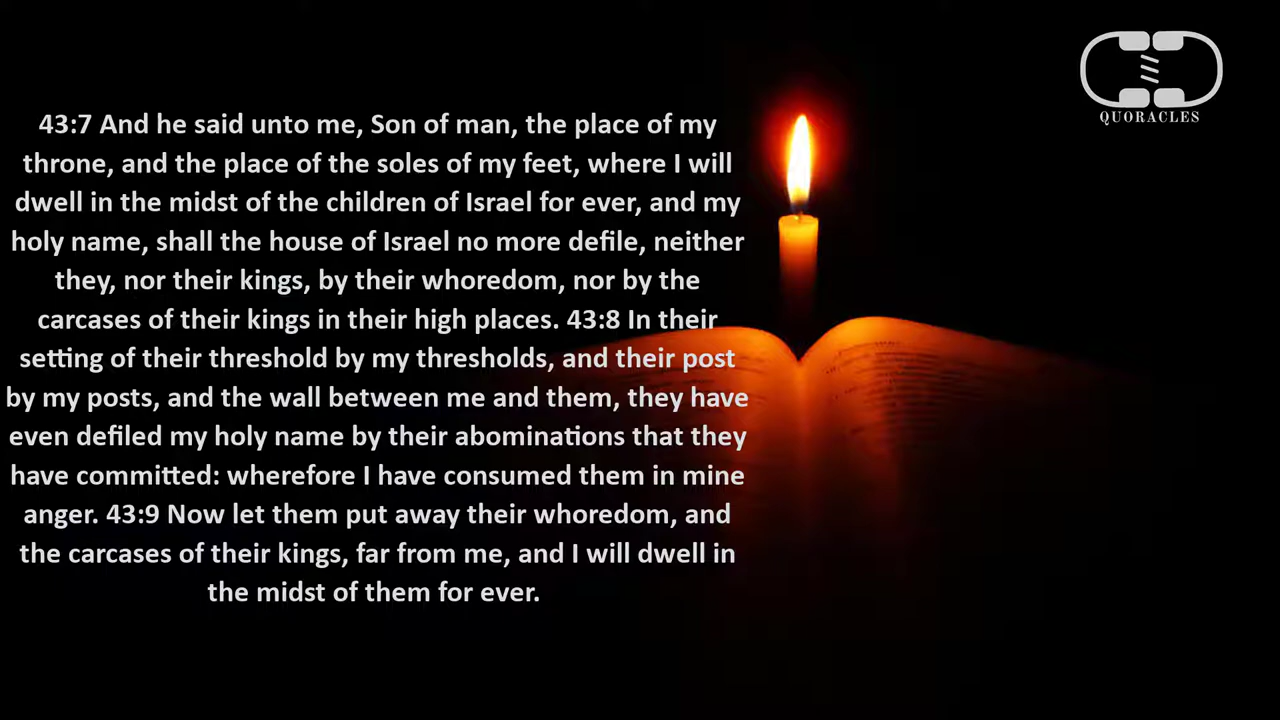 QUORACLES
43:7 And he said unto me, Son of man, the place of my
throne, and the place of the soles of my feet, where I will
dwell in the midst of the children of Israel for ever, and my
holy name, shall the house of Israel no more defile, neither
they, nor their kings, by their whoredom, nor by the
carcases of their kings in their high places. 43:8 In their
setting of their threshold by my thresholds, and their post
by my posts, and the wall between me and them, they have
even defiled my holy name by their abominations that they
have committed: wherefore I have consumed them in mine
anger. 43:9 Now let them put away their whoredom, and
the carcases of their kings, far from me, and I will dwell in
the midst of them for ever.